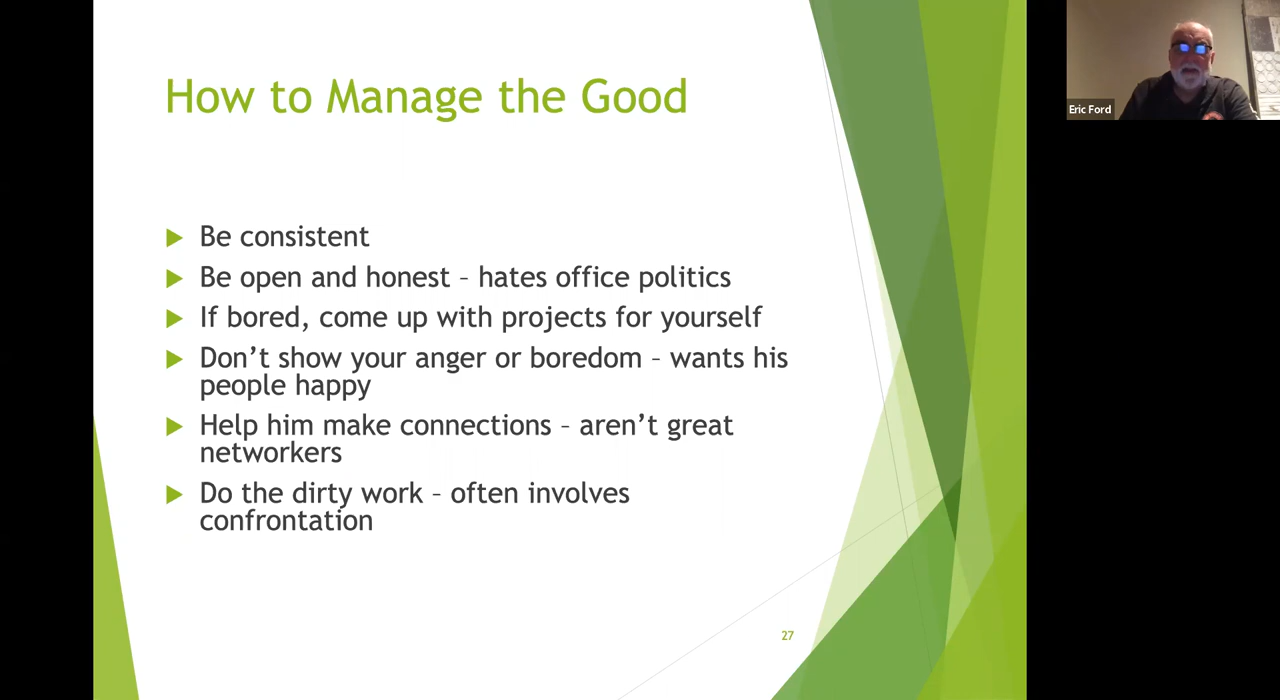 How to Manage the Good
Be consistent
Be open and honest – hates office politics
If bored, come up with projects for yourself
Don’t show your anger or boredom – wants his
people happy
Help him make connections – aren’t great
networkers
Do the dirty work – often involves
confrontation
27
Eric Ford